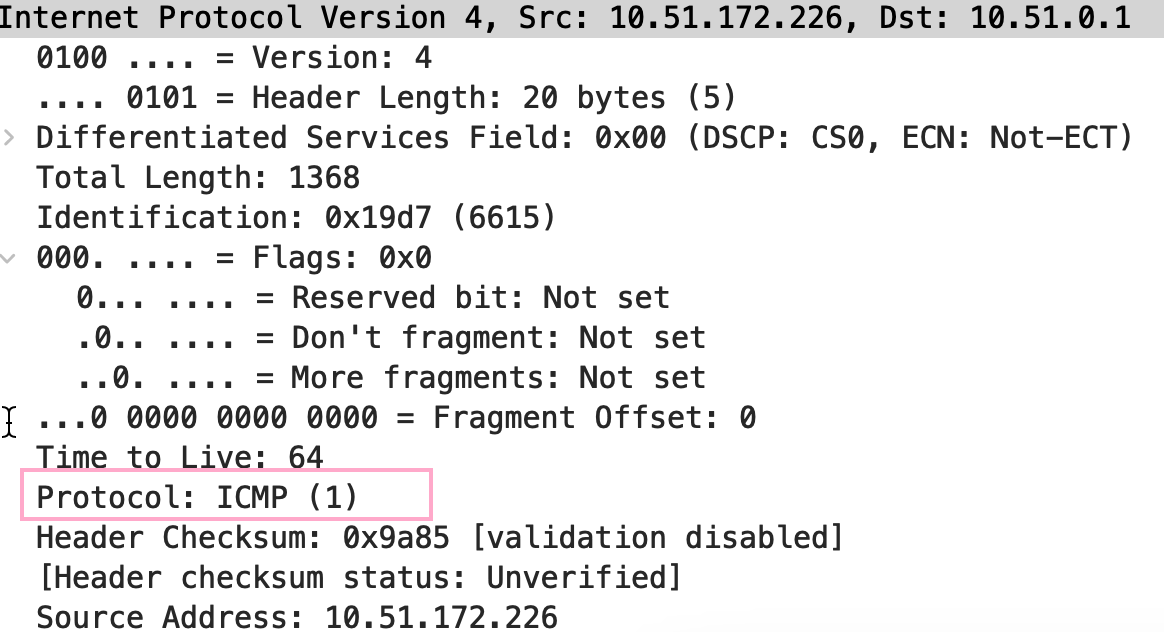 Internet Protocol Version 4, Src: 10.51.172.226, Dst: 10.51.0.1
0100 .... = Version: 4
.... 0101 = Header Length: 20 bytes (5)
Differentiated Services Field: 0x00 (DSCP: CS0, ECN: Not-ECT)
Total Length: 1368
Identification: 0x19d7 (6615)
000. .... = Flags: 0x0
0... .... = Reserved bit: Not set
.0.. .... = Don't fragment: Not set
..0. .... = More fragments: Not set
...0 0000 0000 0000 = Fragment Offset: 0
Time to Live: 64
Protocol: ICMP (1)
Header Checksum: 0x9a85 [validation disabled]
[Header checksum status: Unverified]
Source Address: 10.51.172.226